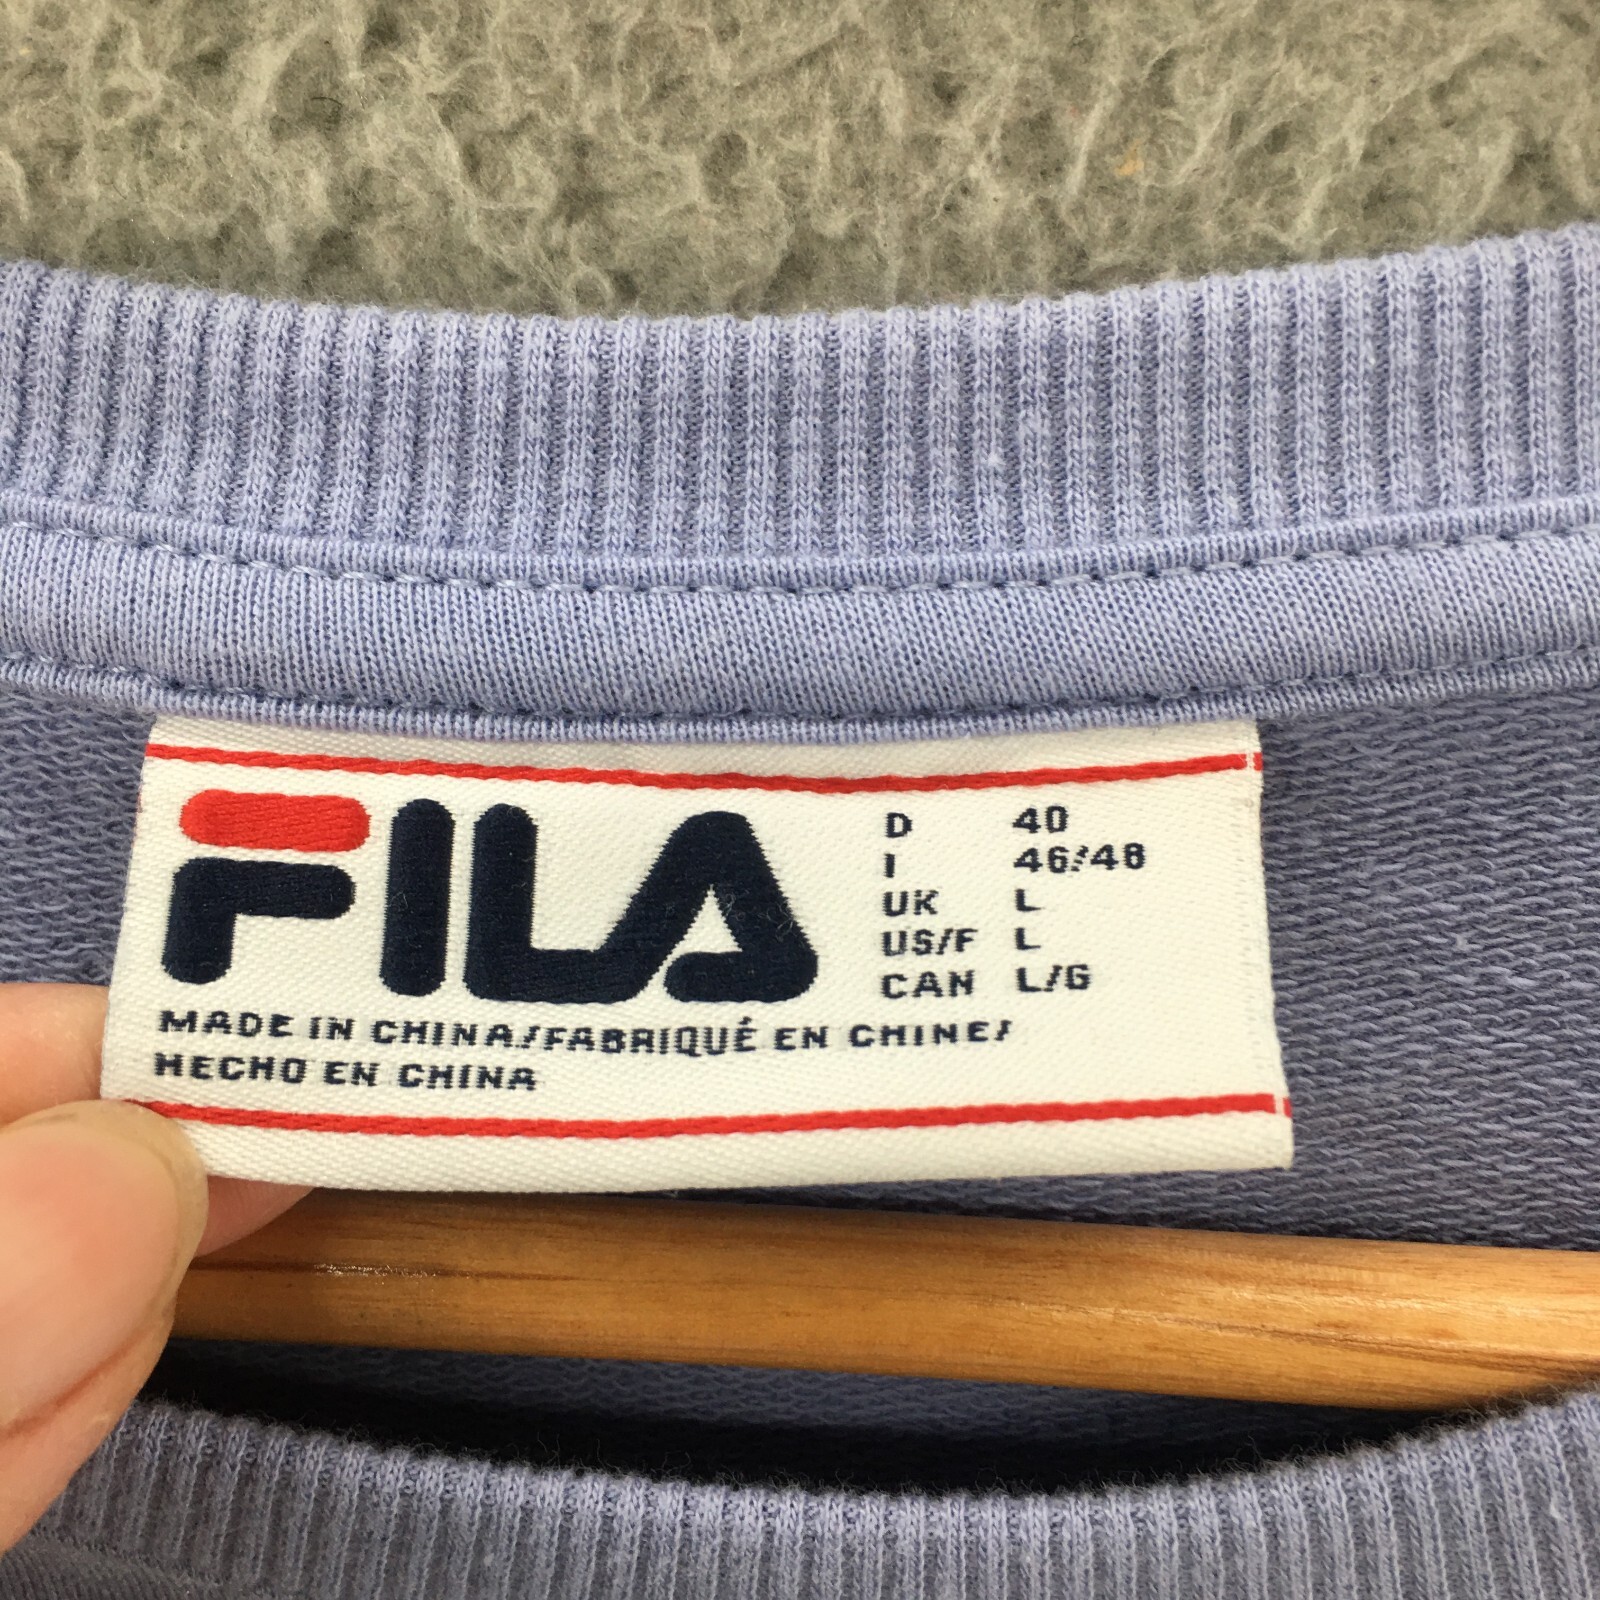 FILA
D 40
I 46/48
UK L
US/F L
CAN L/G
MADE IN CHINA/FABRIQUÉ EN CHINE/
HECHO EN CHINA